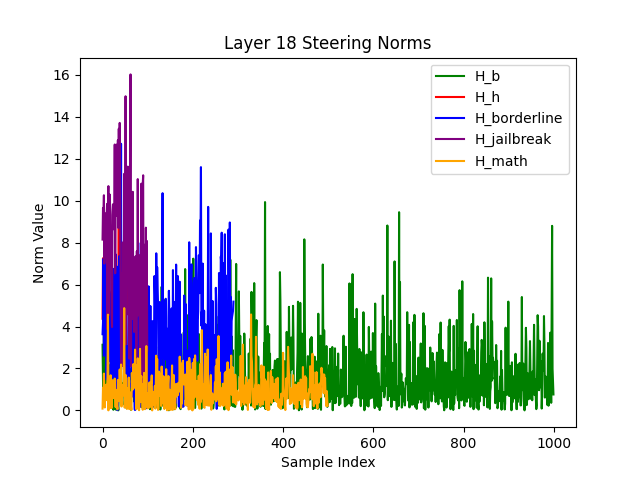 Layer 18 Steering Norms
H_b
H_h
H_borderline
H_jailbreak
H_math
Norm Value
16
14
12
10
8
6
4
2
0
0 200 400 600 800 1000
Sample Index